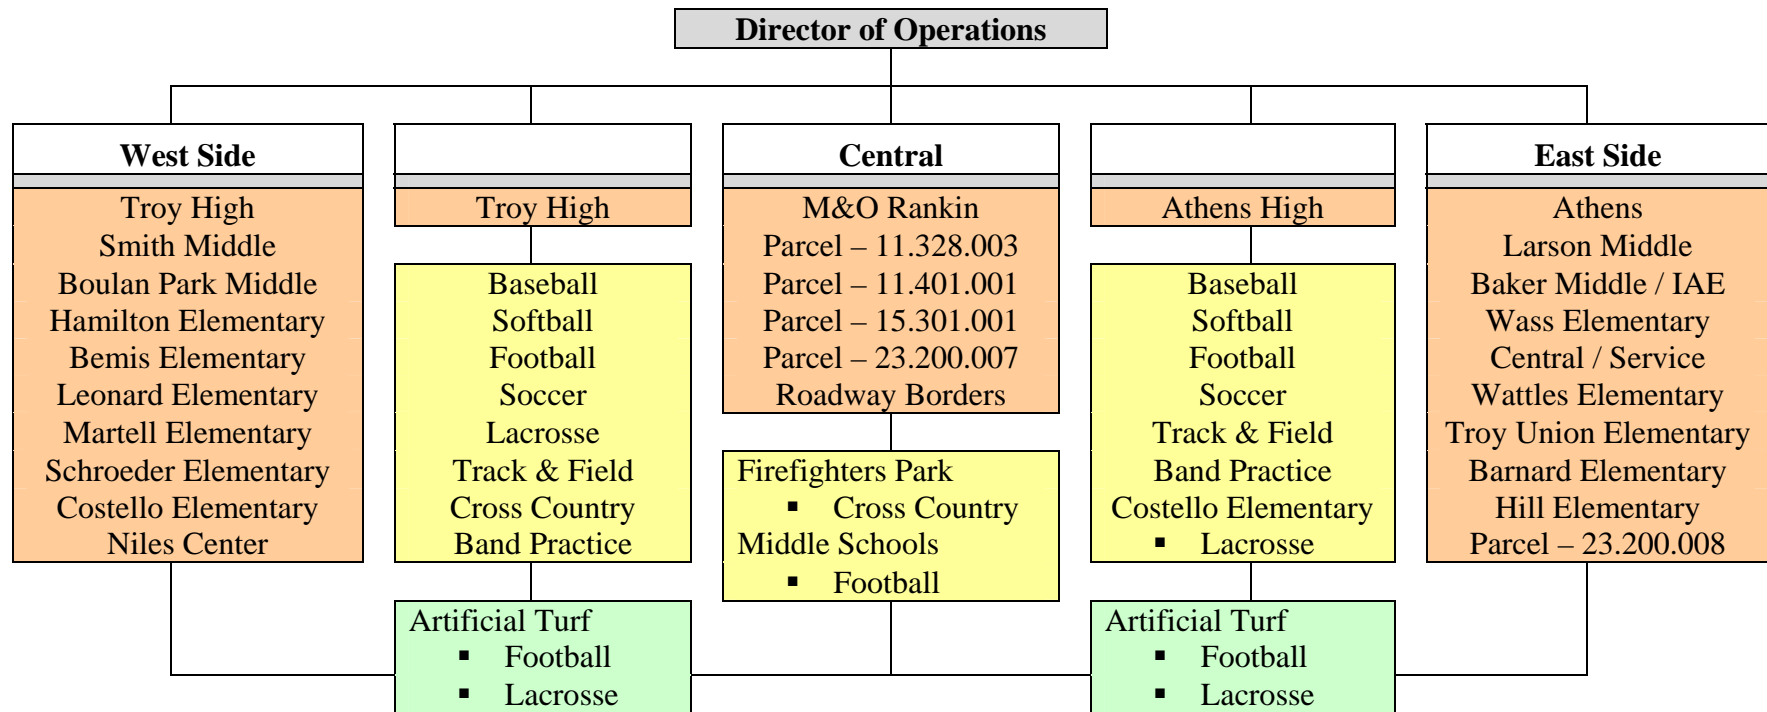 Director of Operations
West Side
Troy High
Smith Middle
Boulan Park Middle
Hamilton Elementary
Bemis Elementary
Leonard Elementary
Martell Elementary
Schroeder Elementary
Costello Elementary
Niles Center
Troy High
Baseball
Softball
Football
Soccer
Lacrosse
Track & Field
Cross Country
Band Practice
Artificial Turf
▪ Football
▪ Lacrosse
Central
M&O Rankin
Parcel – 11.328.003
Parcel – 11.401.001
Parcel – 15.301.001
Parcel – 23.200.007
Roadway Borders
Firefighters Park
▪ Cross Country
Middle Schools
▪ Football
Athens High
Baseball
Softball
Football
Soccer
Track & Field
Band Practice
Costello Elementary
▪ Lacrosse
Artificial Turf
▪ Football
▪ Lacrosse
East Side
Athens
Larson Middle
Baker Middle / IAE
Wass Elementary
Central / Service
Wattles Elementary
Troy Union Elementary
Barnard Elementary
Hill Elementary
Parcel – 23.200.008